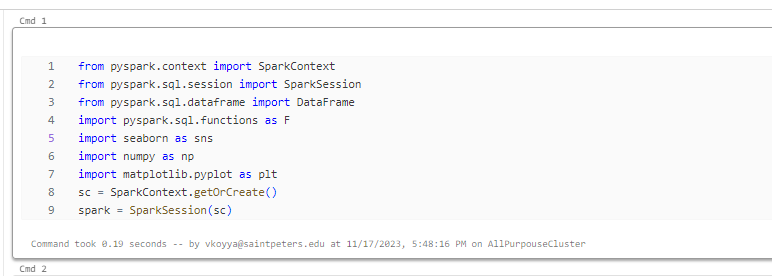 Cmd 1
1 from pyspark.context import SparkContext
2 from pyspark.sql.session import SparkSession
3 from pyspark.sql.dataframe import DataFrame
4 import pyspark.sql.functions as F
5 import seaborn as sns
6 import numpy as np
7 import matplotlib.pyplot as plt
8 sc = SparkContext.getOrCreate()
9 spark = SparkSession(sc)
Command took 0.19 seconds -- by vkoyya@saintpeters.edu at 11/17/2023, 5:48:16 PM on AllPurpouseCluster
Cmd 2